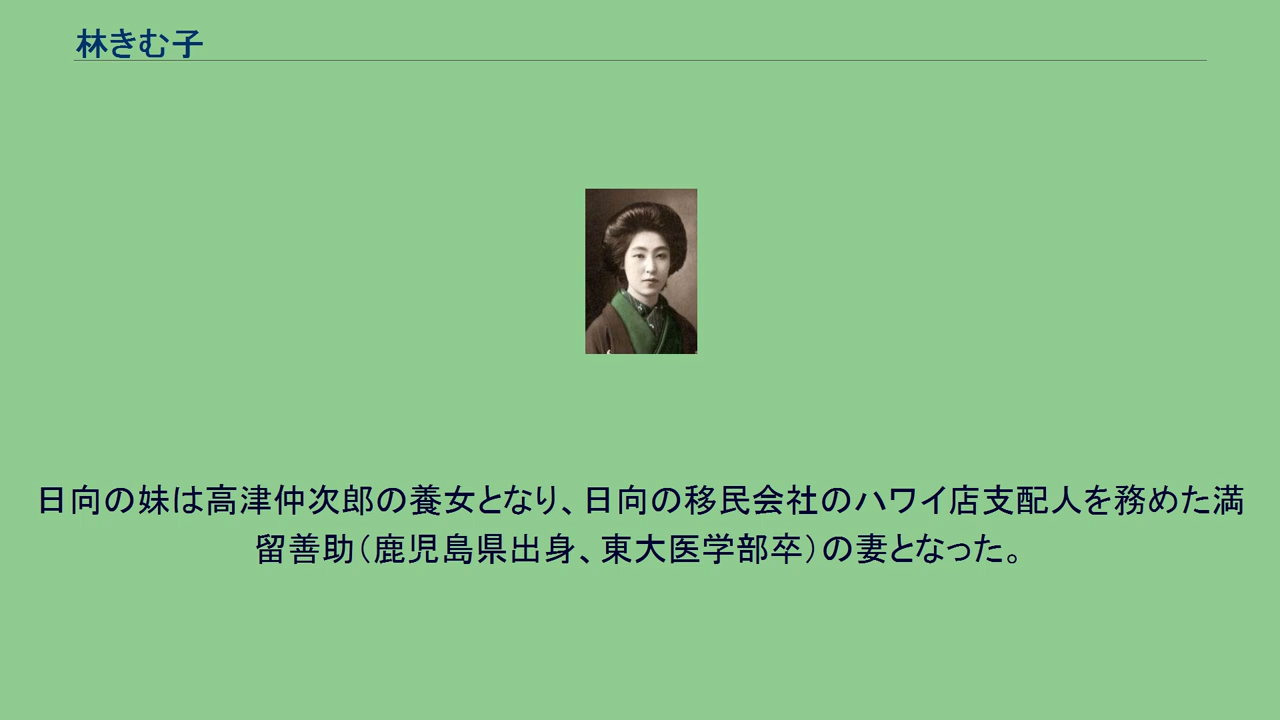 林きむ子
日向の妹は高津仲次郎の養女となり、日向の移民会社のハワイ店支配人を務めた満
留善助（鹿児島県出身、東大医学部卒）の妻となった。